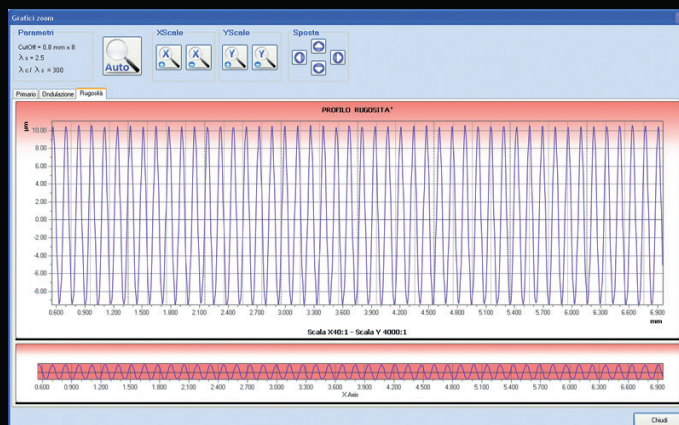 Grafici zoom
Parametri
CutOff = 0.8 mm x 8
λ s = 2.5
λ c / λ s = 300
Auto
XScale
X
X
YScale
Y
Y
Sposta
Primario Ondulazione Rugosità
PROFILO RUGOSITA'
µm
10.00
8.00
6.00
4.00
2.00
0.00
-2.00
-4.00
-6.00
-8.00
0.600 0.900 1.200 1.500 1.800 2.100 2.400 2.700 3.000 3.300 3.600 3.900 4.200 4.500 4.800 5.100 5.400 5.700 6.000 6.300 6.600 6.900
mm
Scala X40:1 - Scala Y 4000:1
0.600 0.900 1.200 1.500 1.800 2.100 2.400 2.700 3.000 3.300 3.600 3.900 4.200 4.500 4.800 5.100 5.400 5.700 6.000 6.300 6.600 6.900
X Axis
Chiudi